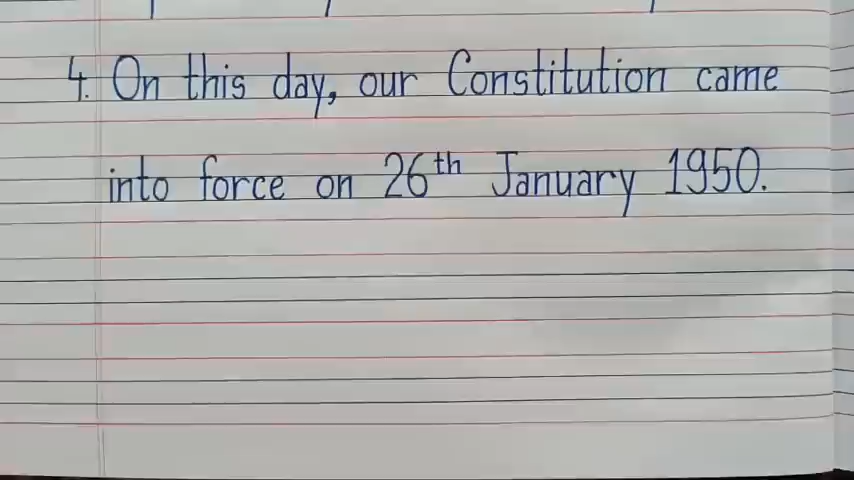 4. On this day, our Constitution came
into force on 26th January 1950.